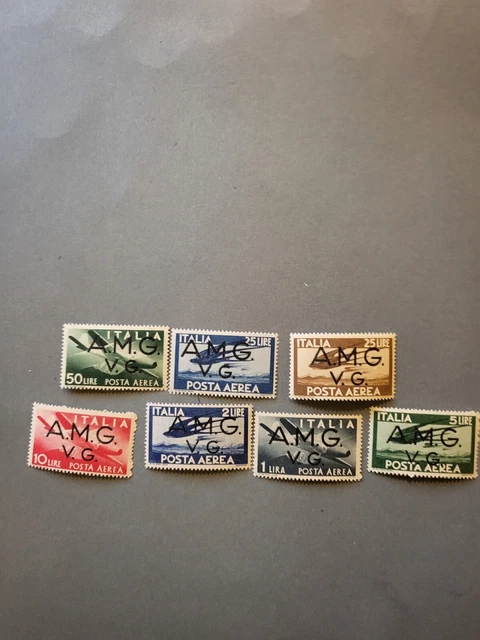 ITALIA
A.M.G.
V.G.
50 LIRE POSTA AEREA
ITALIA 25 LIRE
A.M.G.
V.G.
POSTA AEREA
ITALIA 25 LIRE
A.M.G.
V.G.
POSTA AEREA
ITALIA
A.M.G.
V.G.
10 LIRE POSTA AEREA
ITALIA 2 LIRE
A.M.G.
V.G.
POSTA AEREA
ITALIA
A.M.G.
V.G.
1 LIRA POSTA AEREA
ITALIA 5 LIRE
A.M.G.
V.G.
POSTA AEREA